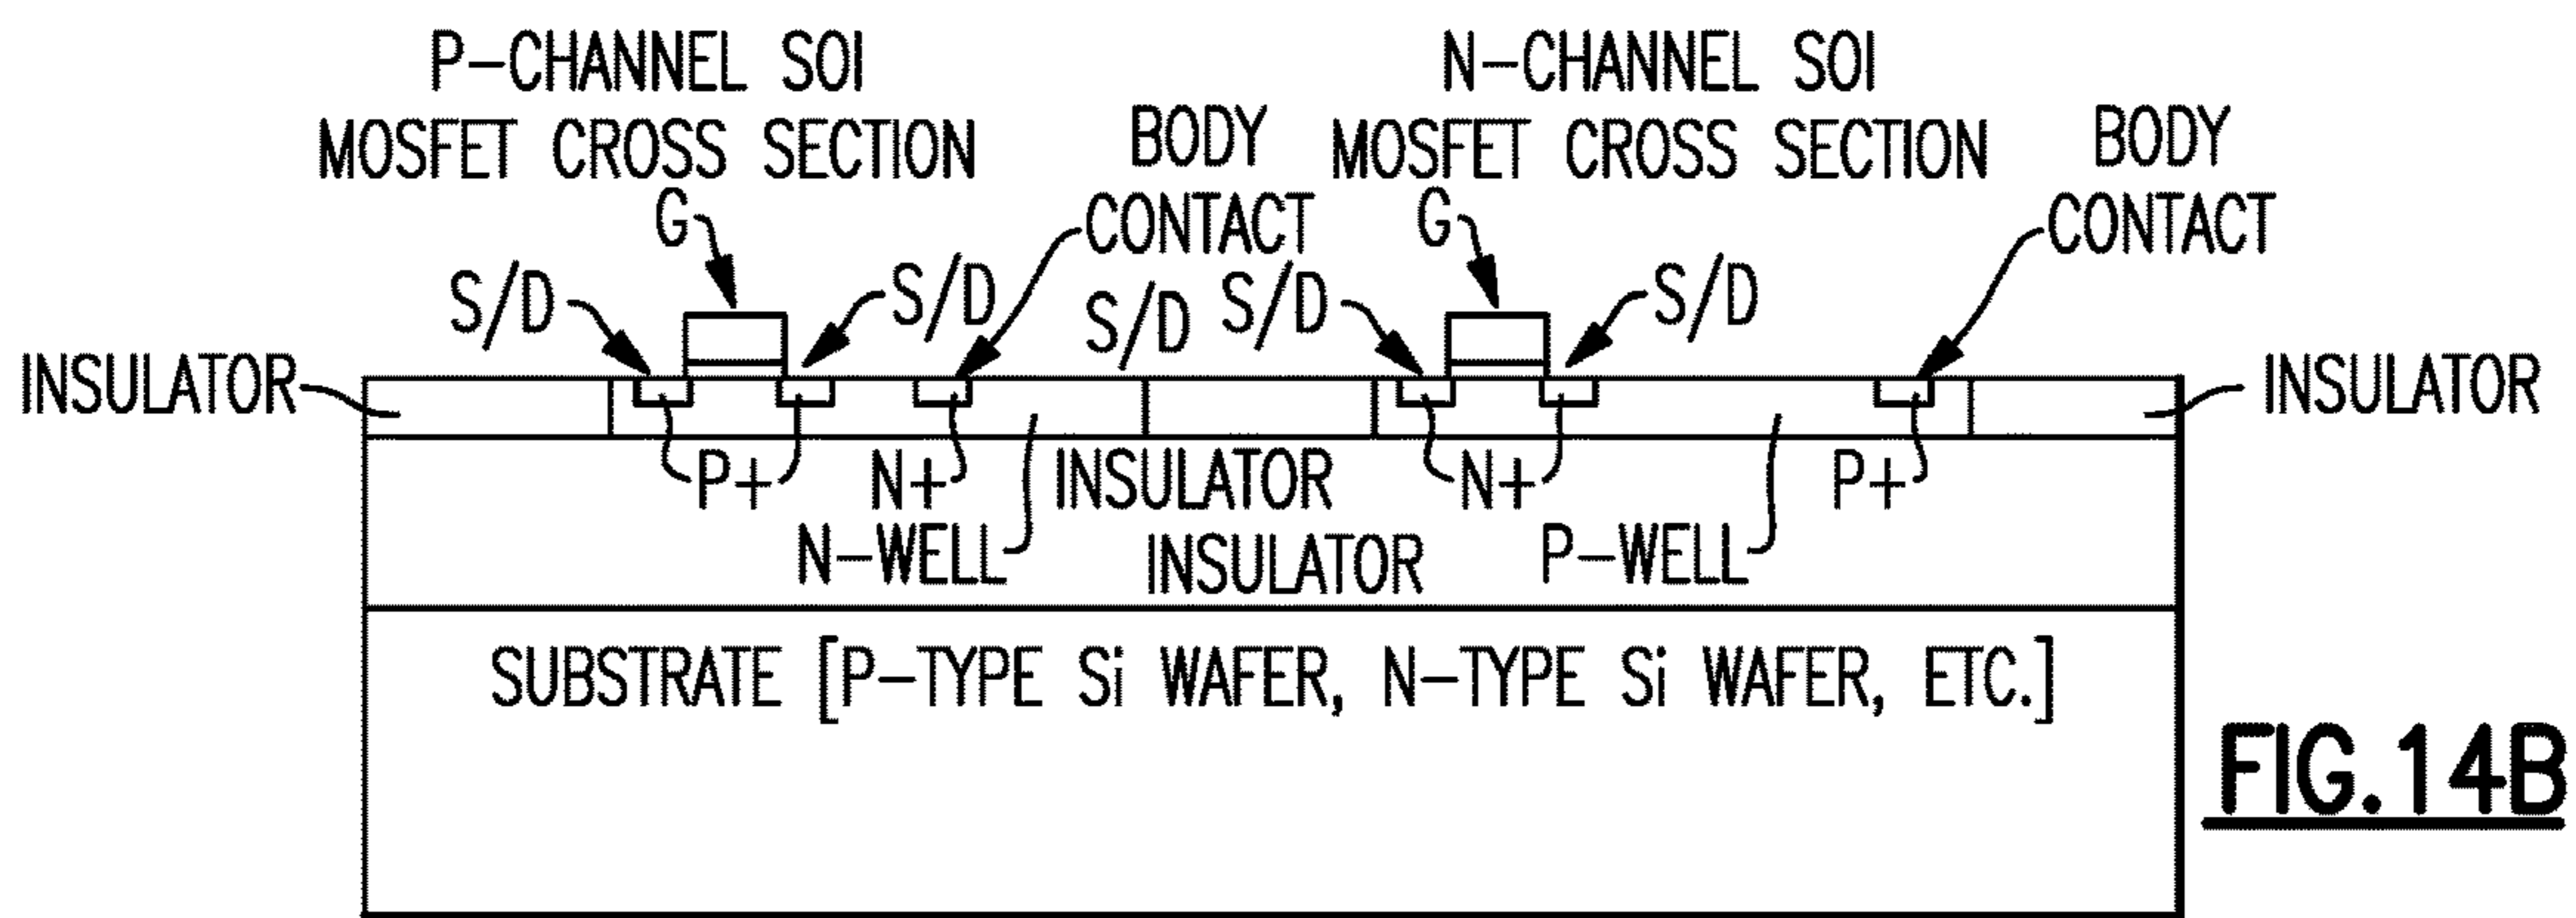 P-CHANNEL SOI
MOSFET CROSS SECTION
N-CHANNEL SOI
MOSFET CROSS SECTION
BODY
CONTACT
BODY
CONTACT
G
G
S/D
S/D
S/D
S/D
S/D
INSULATOR
INSULATOR
P+
N+
INSULATOR
N+
P+
N-WELL
INSULATOR
P-WELL
SUBSTRATE [P-TYPE Si WAFER, N-TYPE Si WAFER, ETC.]
FIG.14B